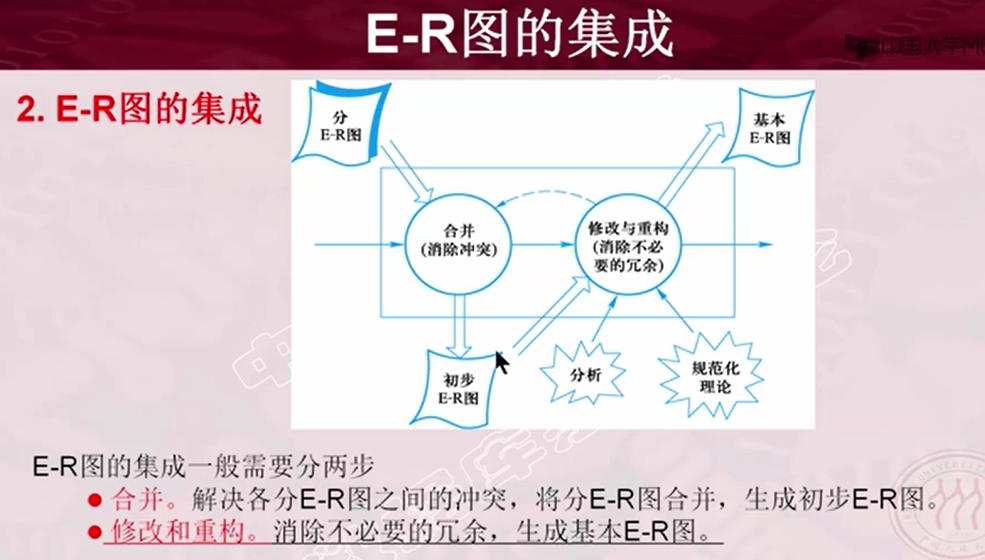 E-R图的集成
中国大学M
2. E-R图的集成
分
E-R图
基本
E-R图
合并
(消除冲突)
修改与重构
(消除不必
要的冗余)
初步
E-R图
分析
规范化
理论
E-R图的集成一般需要分两步
● 合并。解决各分E-R图之间的冲突，将分E-R图合并，生成初步E-R图。
● 修改和重构。消除不必要的冗余，生成基本E-R图。